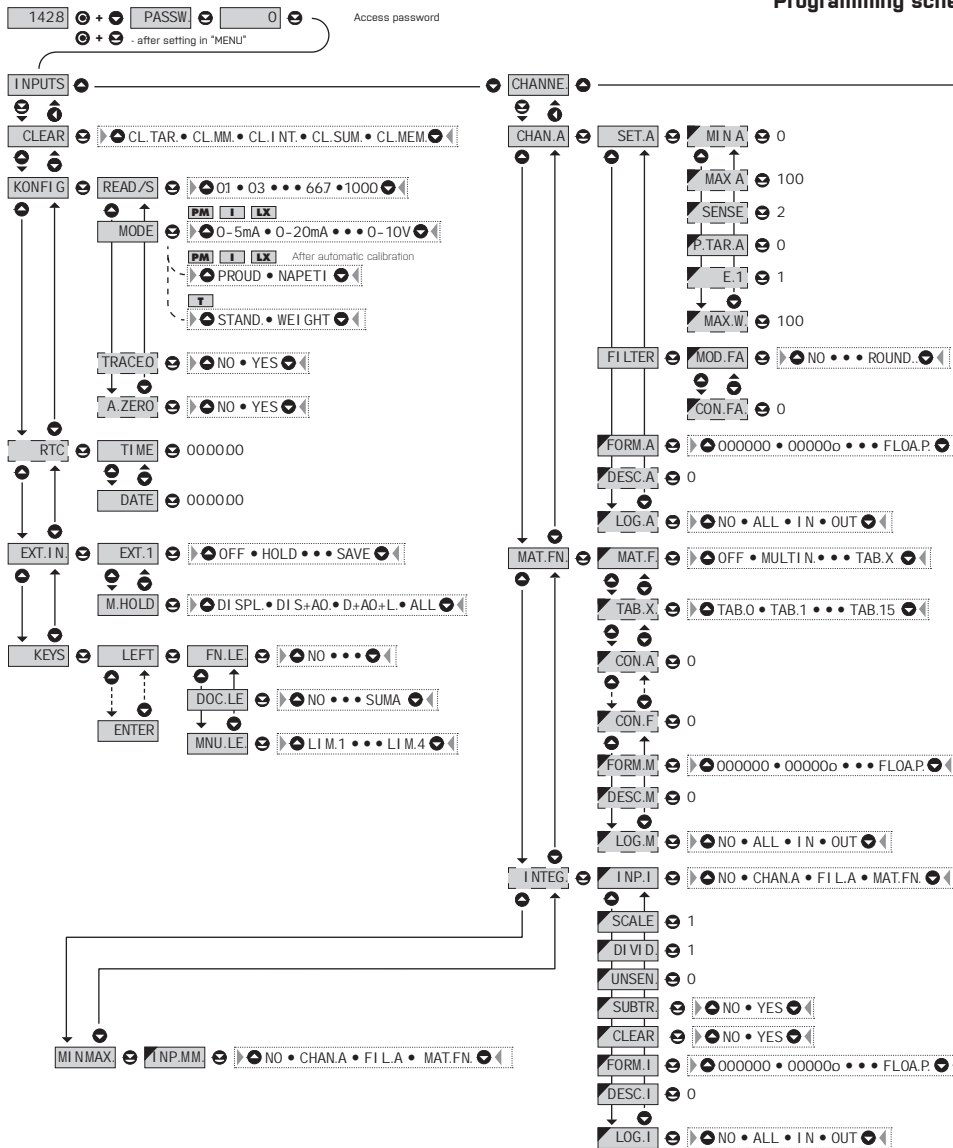 Programming sche
1428 + PASSW. 0 Access password
+ - after setting in "MENU"
INPUTS CHANNE.
CLEAR CL.TAR. • CL.MM. • CL.INT. • CL.SUM. • CL.MEM. CHAN.A SET.A MIN A 0
KONFIG READ/S 01 • 03 • • • 667 • 1000 MAX A 100
PM I LX
MODE 0-5mA • 0-20mA • • • 0-10V SENSE 2
P.TAR.A 0
PM I LX After automatic calibration
PROUD • NAPETI E.1 1
T
STAND. • WEIGHT MAX.W. 100
TRACE.0 NO • YES FILTER MOD.FA NO • • • ROUND..
A.ZERO NO • YES CON.FA. 0
RTC TIME 00.00.00 FORM.A 000000 • 00000o • • • FLOA.P.
DATE 00.00.00 DESC.A 0
LOG.A NO • ALL • IN • OUT
EXT.IN. EXT.1 OFF • HOLD • • • SAVE MAT.FN. MAT.F. OFF • MULTIN. • • • TAB.X
M.HOLD DISPL. • DIS.+AO. • D+AO.+L. • ALL TAB.X. TAB.0 • TAB.1 • • • TAB.15
KEYS LEFT FN.LE. NO • • • CON.A 0
DOC.LE NO • • • SUMA
ENTER CON.F 0
MNU.LE. LIM.1 • • • LIM.4
FORM.M 000000 • 00000o • • • FLOA.P.
DESC.M 0
LOG.M NO • ALL • IN • OUT
INTEG. INP.I NO • CHAN.A • FIL.A • MAT.FN.
SCALE 1
DIVID. 1
UNSEN. 0
SUBTR. NO • YES
CLEAR NO • YES
MINMAX. INP.MM. NO • CHAN.A • FIL.A • MAT.FN. FORM.I 000000 • 00000o • • • FLOA.P.
DESC.I 0
LOG.I NO • ALL • IN • OUT